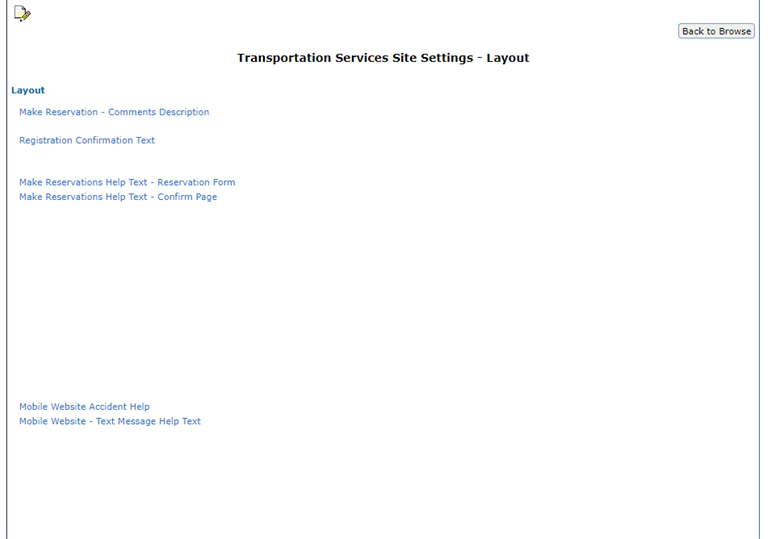 Back to Browse
Transportation Services Site Settings - Layout
Layout
Make Reservation - Comments Description
Registration Confirmation Text
Make Reservations Help Text - Reservation Form
Make Reservations Help Text - Confirm Page
Mobile Website Accident Help
Mobile Website - Text Message Help Text